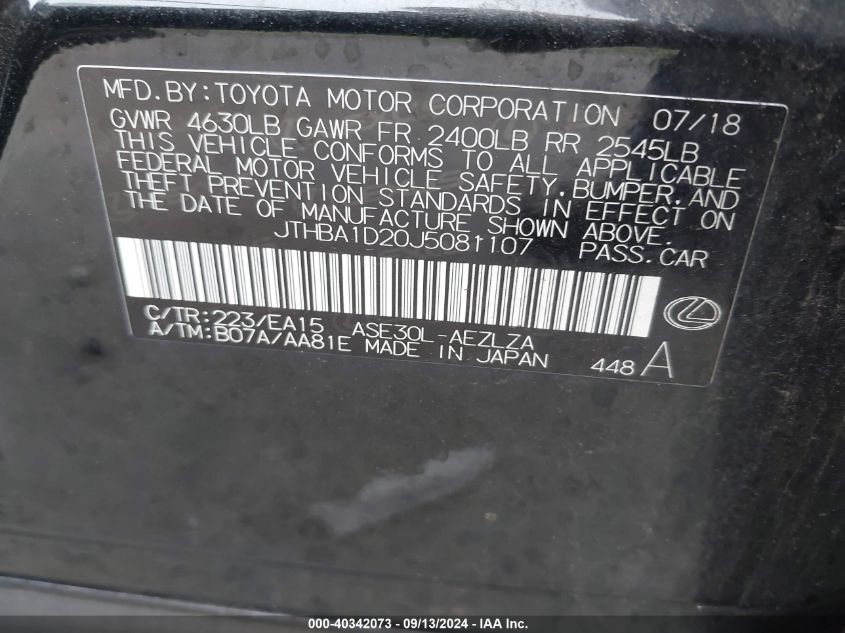 MFD.BY:TOYOTA MOTOR CORPORATION 07/18
GVWR 4630LB GAWR FR 2400LB RR 2545LB
THIS VEHICLE CONFORMS TO ALL APPLICABLE
FEDERAL MOTOR VEHICLE SAFETY,BUMPER,AND
THEFT PREVENTION STANDARDS IN EFFECT ON
THE DATE OF MANUFACTURE SHOWN ABOVE.
JTHBA1D20J5081107 PASS.CAR
C/TR:223/EA15 ASE30L-AEZLZA
A/TM:B07A/AA81E MADE IN JAPAN 448 A
000-40342073 - 09/13/2024 - IAA Inc.